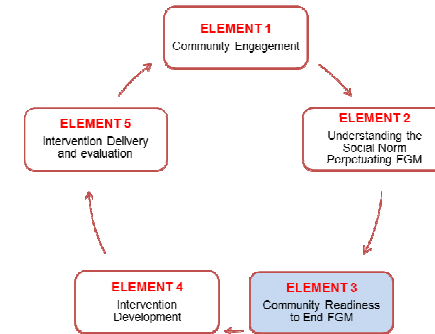 ELEMENT 1
Community Engagement
ELEMENT 2
Understanding the
Social Norm
Perpetuating FGM
ELEMENT 3
Community Readiness
to End FGM
ELEMENT 4
Intervention
Development
ELEMENT 5
Intervention Delivery
and evaluation